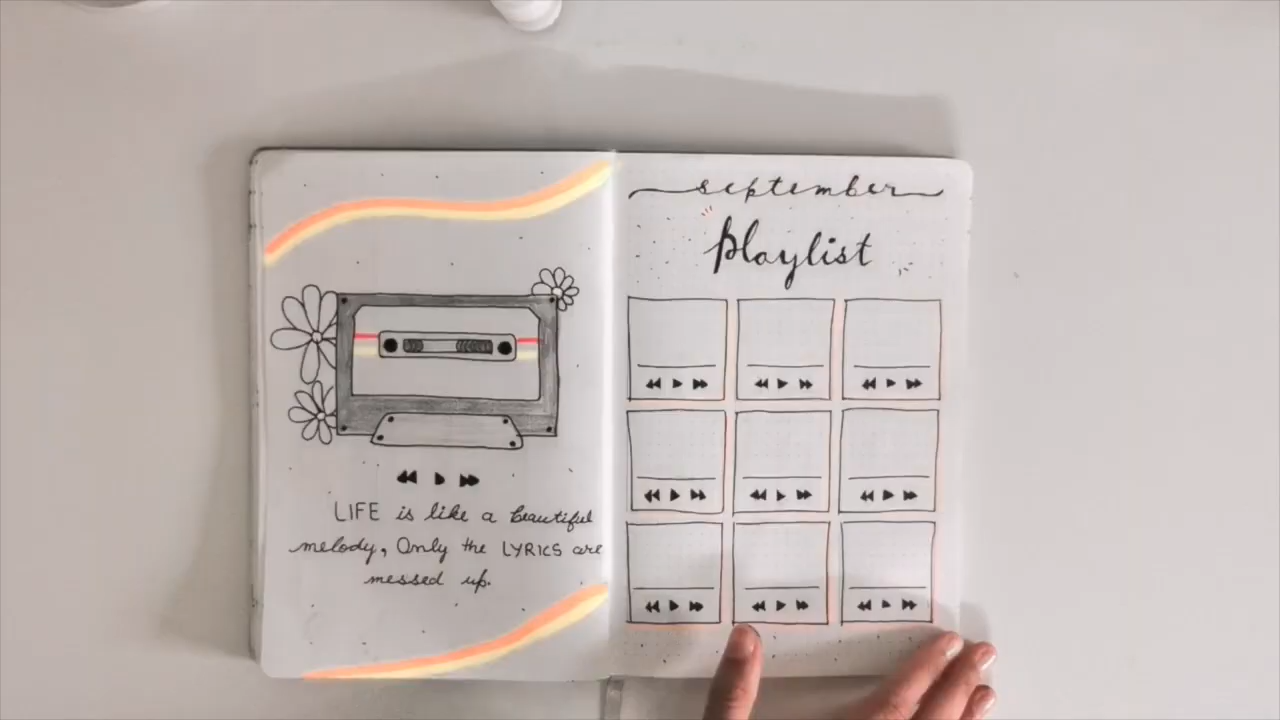 LIFE is like a beautiful
melody, Only the LYRICS are
messed up.
september
playlist